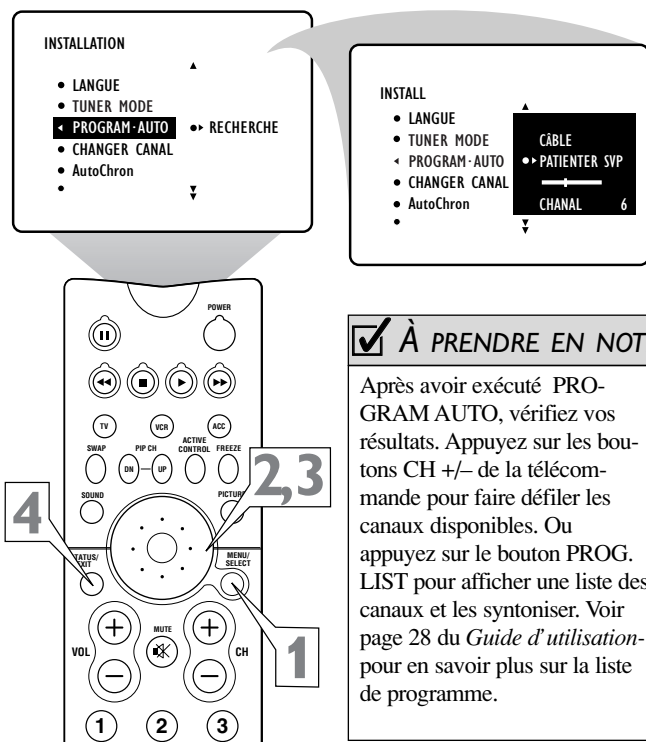 INSTALLATION
LANGUE
TUNER MODE
PROGRAM·AUTO
RECHERCHE
CHANGER CANAL
AutoChron
INSTALL
LANGUE
TUNER MODE
PROGRAM·AUTO
CHANGER CANAL
AutoChron
CÂBLE
PATIENTER SVP
CHANAL 6
POWER
TV VCR ACC
SWAP PIP CH ACTIVE CONTROL FREEZE
DN UP
SOUND
PICTURE
2,3
4
TATUS/
XIT
MENU/
SELECT
1
VOL
MUTE
CH
1 2 3
À PRENDRE EN NOT
Après avoir exécuté PRO-
GRAM AUTO, vérifiez vos
résultats. Appuyez sur les bou-
tons CH +/– de la télécom-
mande pour faire défiler les
canaux disponibles. Ou
appuyez sur le bouton PROG.
LIST pour afficher une liste des
canaux et les syntoniser. Voir
page 28 du Guide d'utilisation-
pour en savoir plus sur la liste
de programme.